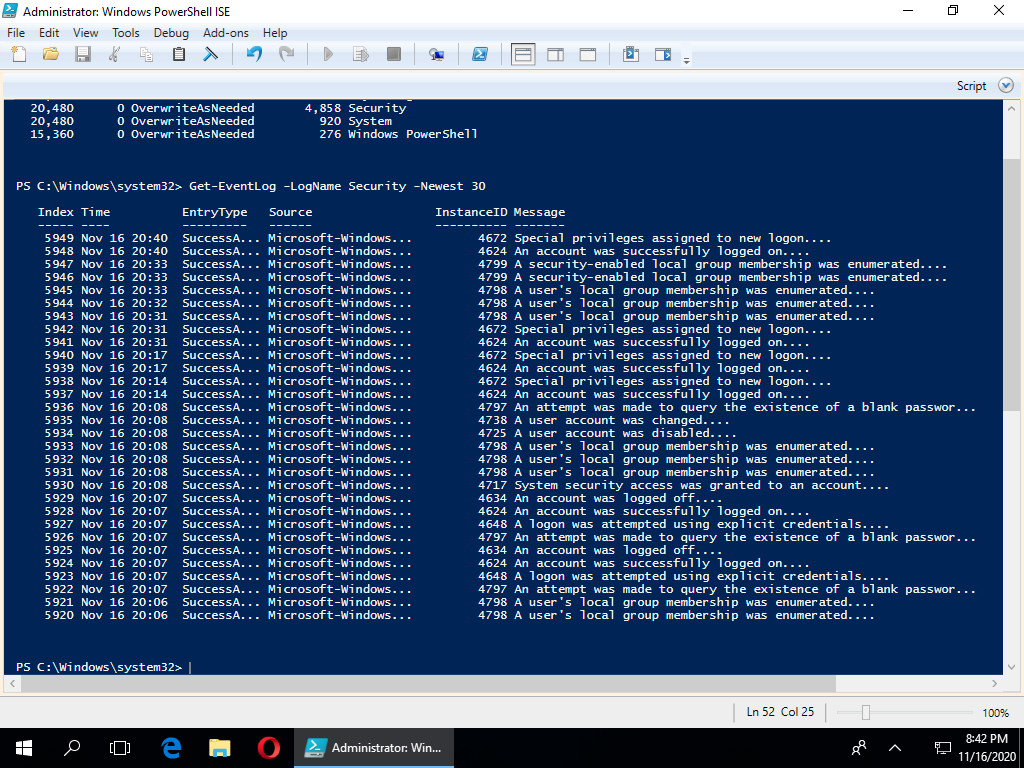 Administrator: Windows PowerShell ISE
File Edit View Tools Debug Add-ons Help
Script
20,480 0 OverwriteAsNeeded 4,858 Security
20,480 0 OverwriteAsNeeded 920 System
15,360 0 OverwriteAsNeeded 276 Windows PowerShell
PS C:\Windows\system32> Get-EventLog -LogName Security -Newest 30
Index Time EntryType Source InstanceID Message
----- ---- --------- ------ ---------- -------
5949 Nov 16 20:40 SuccessA... Microsoft-Windows... 4672 Special privileges assigned to new logon....
5948 Nov 16 20:40 SuccessA... Microsoft-Windows... 4624 An account was successfully logged on....
5947 Nov 16 20:33 SuccessA... Microsoft-Windows... 4799 A security-enabled local group membership was enumerated....
5946 Nov 16 20:33 SuccessA... Microsoft-Windows... 4799 A security-enabled local group membership was enumerated....
5945 Nov 16 20:33 SuccessA... Microsoft-Windows... 4798 A user's local group membership was enumerated....
5944 Nov 16 20:32 SuccessA... Microsoft-Windows... 4798 A user's local group membership was enumerated....
5943 Nov 16 20:31 SuccessA... Microsoft-Windows... 4798 A user's local group membership was enumerated....
5942 Nov 16 20:31 SuccessA... Microsoft-Windows... 4672 Special privileges assigned to new logon....
5941 Nov 16 20:31 SuccessA... Microsoft-Windows... 4624 An account was successfully logged on....
5940 Nov 16 20:17 SuccessA... Microsoft-Windows... 4672 Special privileges assigned to new logon....
5939 Nov 16 20:17 SuccessA... Microsoft-Windows... 4624 An account was successfully logged on....
5938 Nov 16 20:14 SuccessA... Microsoft-Windows... 4672 Special privileges assigned to new logon....
5937 Nov 16 20:14 SuccessA... Microsoft-Windows... 4624 An account was successfully logged on....
5936 Nov 16 20:08 SuccessA... Microsoft-Windows... 4797 An attempt was made to query the existence of a blank passwor...
5935 Nov 16 20:08 SuccessA... Microsoft-Windows... 4738 A user account was changed....
5934 Nov 16 20:08 SuccessA... Microsoft-Windows... 4725 A user account was disabled....
5933 Nov 16 20:08 SuccessA... Microsoft-Windows... 4798 A user's local group membership was enumerated....
5932 Nov 16 20:08 SuccessA... Microsoft-Windows... 4798 A user's local group membership was enumerated....
5931 Nov 16 20:08 SuccessA... Microsoft-Windows... 4798 A user's local group membership was enumerated....
5930 Nov 16 20:08 SuccessA... Microsoft-Windows... 4717 System security access was granted to an account....
5929 Nov 16 20:07 SuccessA... Microsoft-Windows... 4634 An account was logged off....
5928 Nov 16 20:07 SuccessA... Microsoft-Windows... 4624 An account was successfully logged on....
5927 Nov 16 20:07 SuccessA... Microsoft-Windows... 4648 A logon was attempted using explicit credentials....
5926 Nov 16 20:07 SuccessA... Microsoft-Windows... 4797 An attempt was made to query the existence of a blank passwor...
5925 Nov 16 20:07 SuccessA... Microsoft-Windows... 4634 An account was logged off....
5924 Nov 16 20:07 SuccessA... Microsoft-Windows... 4624 An account was successfully logged on....
5923 Nov 16 20:07 SuccessA... Microsoft-Windows... 4648 A logon was attempted using explicit credentials....
5922 Nov 16 20:07 SuccessA... Microsoft-Windows... 4797 An attempt was made to query the existence of a blank passwor...
5921 Nov 16 20:06 SuccessA... Microsoft-Windows... 4798 A user's local group membership was enumerated....
5920 Nov 16 20:06 SuccessA... Microsoft-Windows... 4798 A user's local group membership was enumerated....
PS C:\Windows\system32>
Ln 52 Col 25 100%
Administrator: Win...
8:42 PM
11/16/2020